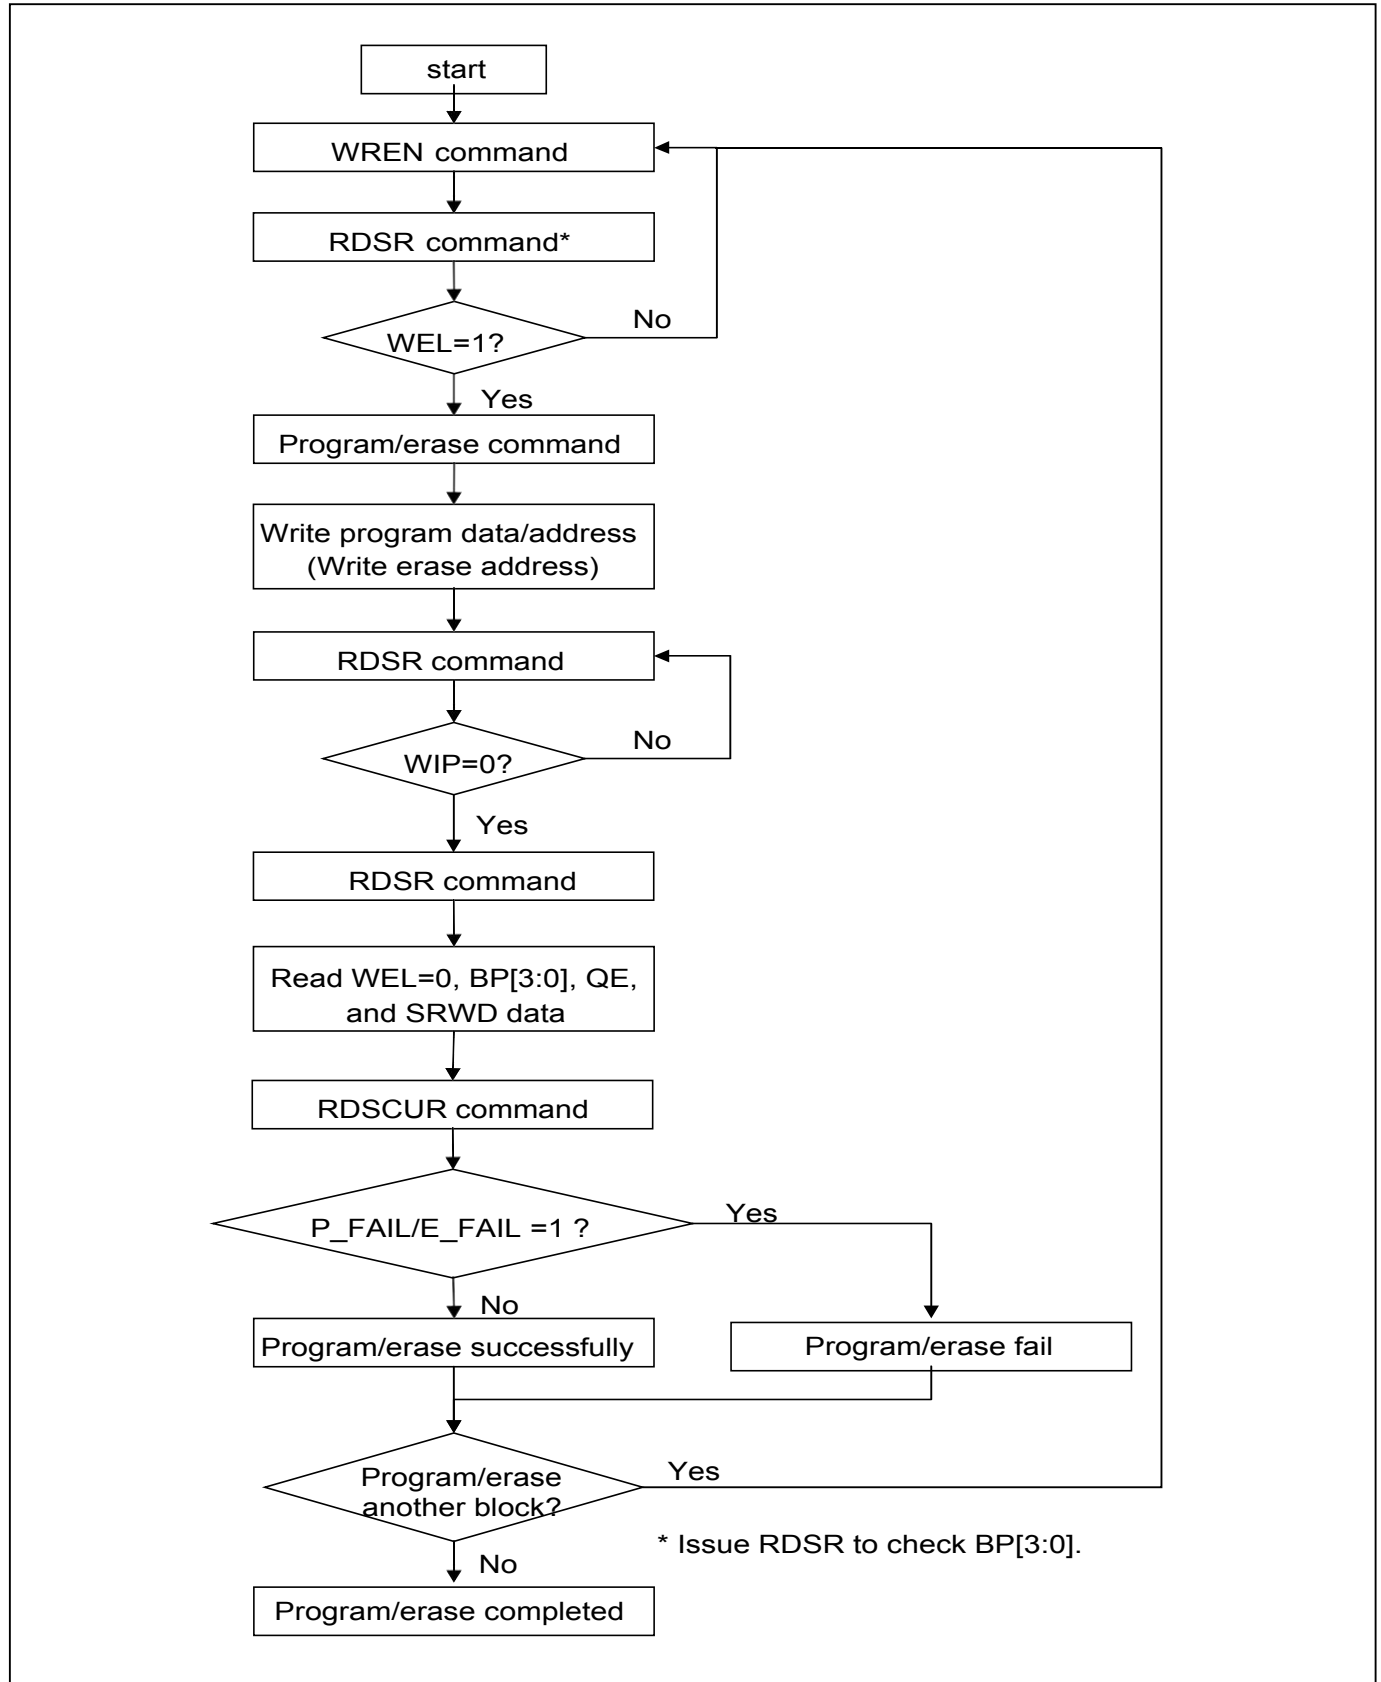 start
WREN command
RDSR command*
WEL=1?
No
Yes
Program/erase command
Write program data/address
(Write erase address)
RDSR command
WIP=0?
No
Yes
RDSR command
Read WEL=0, BP[3:0], QE,
and SRWD data
RDSCUR command
P_FAIL/E_FAIL =1 ?
Yes
No
Program/erase successfully
Program/erase fail
Program/erase
another block?
Yes
* Issue RDSR to check BP[3:0].
No
Program/erase completed